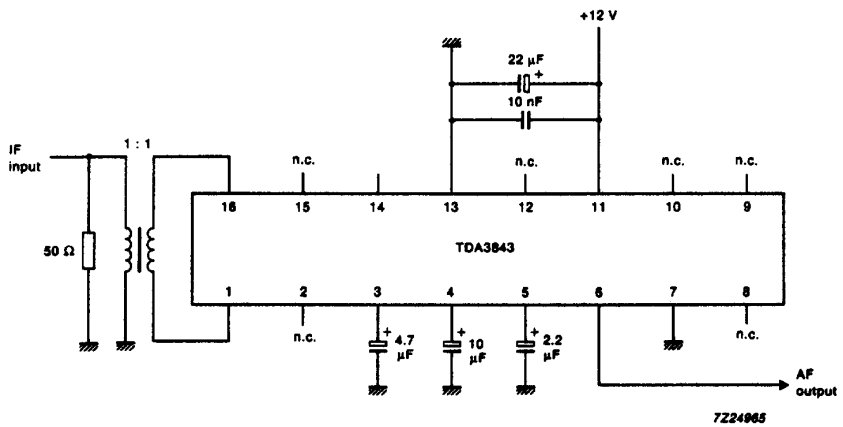 +12 V
22 µF
+
10 nF
IF
input
1 : 1
n.c.
n.c.
n.c.
n.c.
16
15
14
13
12
11
10
9
50 Ω
TDA3843
1
2
3
4
5
6
7
8
n.c.
+
4.7
µF
+
10
µF
+
2.2
µF
n.c.
AF
output
7Z24965